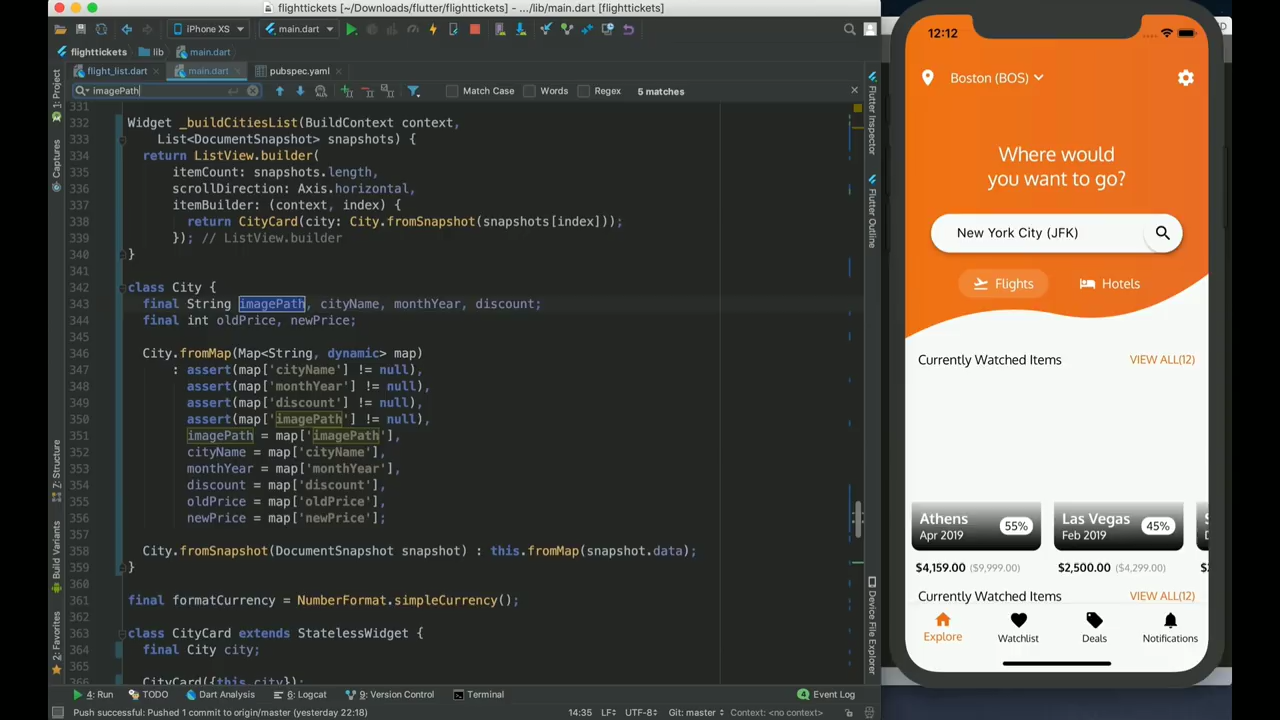 flighttickets [~/Downloads/flutter/flighttickets] - .../lib/main.dart [flighttickets]
iPhone XS
main.dart
flighttickets lib main.dart
flight_list.dart main.dart pubspec.yaml
imagePath
Match Case Words Regex 5 matches
331
332 Widget _buildCitiesList(BuildContext context,
333 List<DocumentSnapshot> snapshots) {
334 return ListView.builder(
335 itemCount: snapshots.length,
336 scrollDirection: Axis.horizontal,
337 itemBuilder: (context, index) {
338 return CityCard(city: City.fromSnapshot(snapshots[index]));
339 }); // ListView.builder
340 }
341
342 class City {
343 final String imagePath, cityName, monthYear, discount;
344 final int oldPrice, newPrice;
345
346 City.fromMap(Map<String, dynamic> map)
347 : assert(map['cityName'] != null),
348 assert(map['monthYear'] != null),
349 assert(map['discount'] != null),
350 assert(map['imagePath'] != null),
351 imagePath = map['imagePath'],
352 cityName = map['cityName'],
353 monthYear = map['monthYear'],
354 discount = map['discount'],
355 oldPrice = map['oldPrice'],
356 newPrice = map['newPrice'];
357
358 City.fromSnapshot(DocumentSnapshot snapshot) : this.fromMap(snapshot.data);
359 }
360
361 final formatCurrency = NumberFormat.simpleCurrency();
362
363 class CityCard extends StatelessWidget {
364 final City city;
365
366 CityCard({this.city});
1: Project
Captures
7: Structure
Build Variants
2: Favorites
Flutter Inspector
Flutter Outline
Device File Explorer
4: Run TODO Dart Analysis 6: Logcat 9: Version Control Terminal Event Log
Push successful: Pushed 1 commit to origin/master (yesterday 22:18) 14:35 LF UTF-8 Git: master Context: <no context>
12:12
Boston (BOS)
Where would
you want to go?
New York City (JFK)
Flights Hotels
Currently Watched Items VIEW ALL(12)
Athens
Apr 2019
55%
Las Vegas
Feb 2019
45%
$4,159.00 ($9,999.00) $2,500.00 ($4,299.00)
Currently Watched Items VIEW ALL(12)
Explore Watchlist Deals Notifications